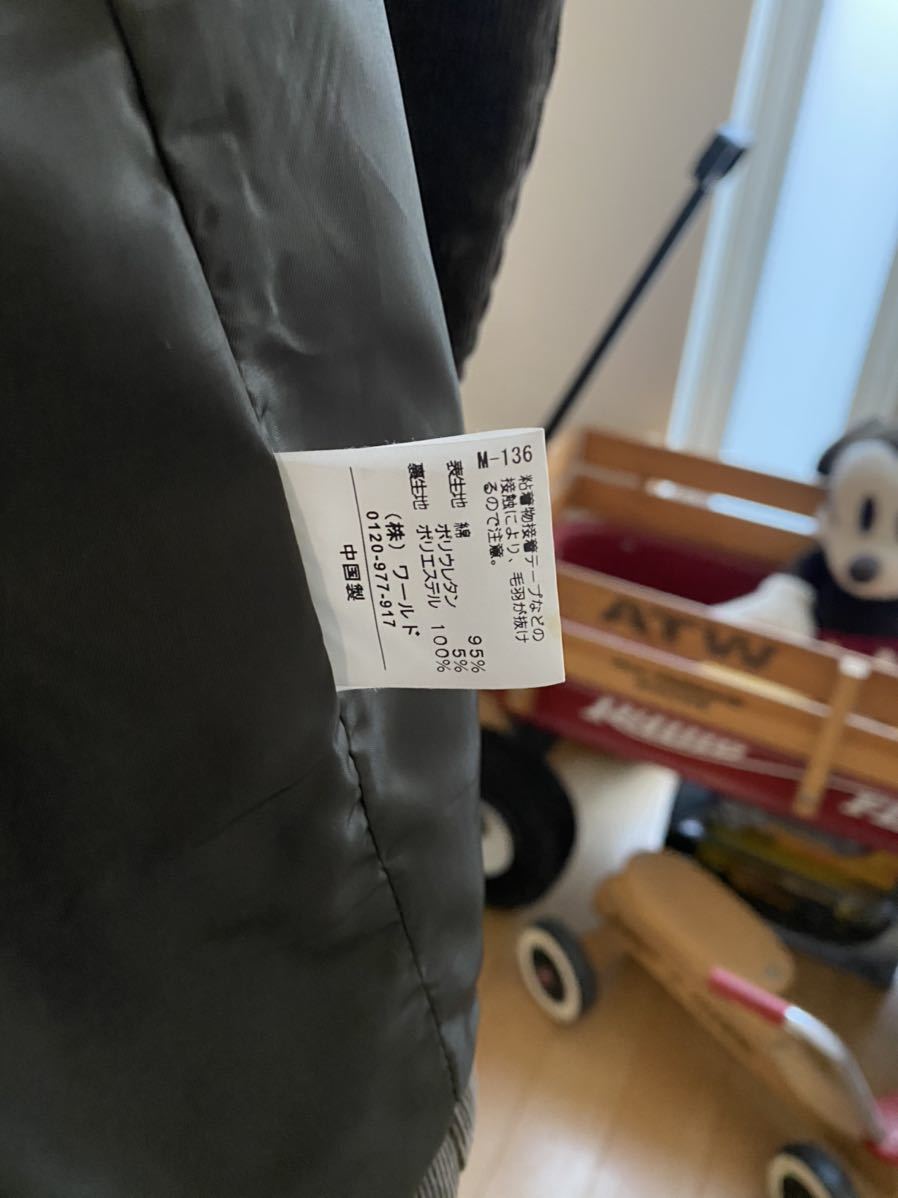 M-136
粘着物接着テープなどの
接触により、毛羽が抜け
るので注意。
表生地 綿 95%
ポリウレタン 5%
裏生地 ポリエステル 100%
(株) ワールド
0120-977-917
中国製
ATW